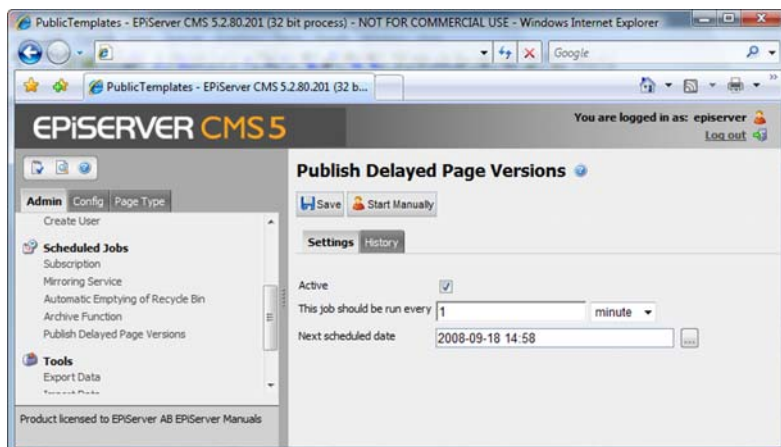 PublicTemplates - EPiServer CMS 5.2.80.201 (32 bit process) - NOT FOR COMMERCIAL USE - Windows Internet Explorer
Google
PublicTemplates - EPiServer CMS 5.2.80.201 (32 b...
EPiSERVER CMS 5
You are logged in as: episerver
Log out
Admin Config Page Type
Create User
Scheduled Jobs
Subscription
Mirroring Service
Automatic Emptying of Recycle Bin
Archive Function
Publish Delayed Page Versions
Tools
Export Data
Product licensed to EPiServer AB EPiServer Manuals
Publish Delayed Page Versions
Save Start Manually
Settings History
Active
This job should be run every 1 minute
Next scheduled date 2008-09-18 14:58 ...